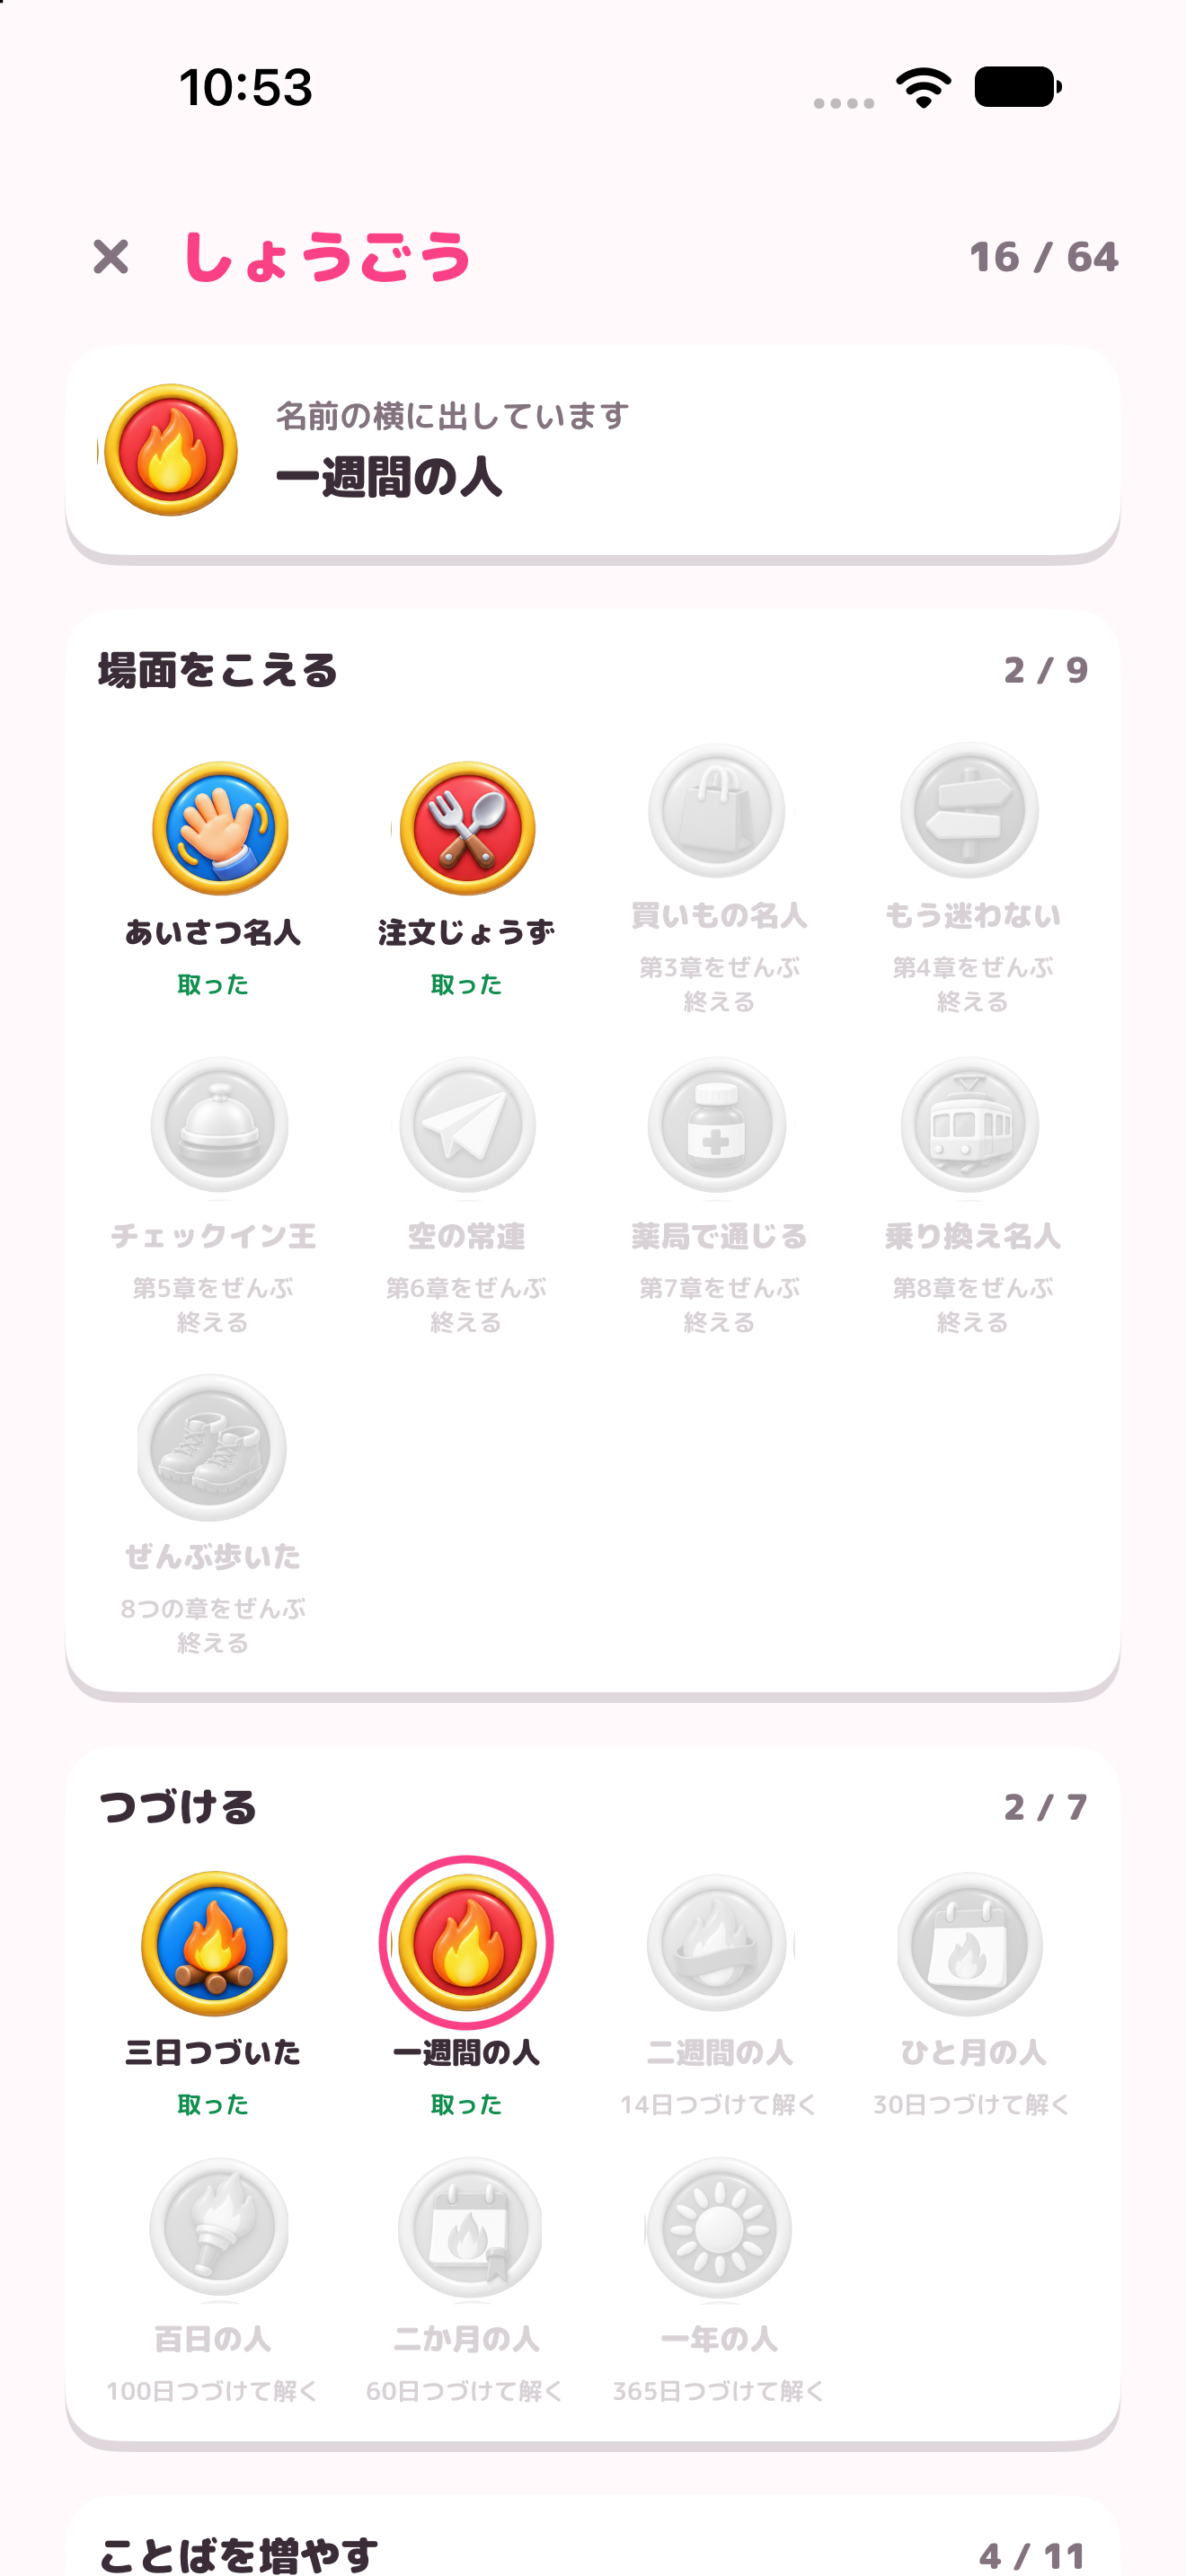 10:53
しょうごう
16 / 64
名前の横に出しています
一週間の人
場面をこえる
2 / 9
あいさつ名人
取った
注文じょうず
取った
買いもの名人
第3章をぜんぶ
終える
もう迷わない
第4章をぜんぶ
終える
チェックイン王
第5章をぜんぶ
終える
空の常連
第6章をぜんぶ
終える
薬局で通じる
第7章をぜんぶ
終える
乗り換え名人
第8章をぜんぶ
終える
ぜんぶ歩いた
8つの章をぜんぶ
終える
つづける
2 / 7
三日つづいた
取った
一週間の人
取った
二週間の人
14日つづけて解く
ひと月の人
30日つづけて解く
百日の人
100日つづけて解く
二か月の人
60日つづけて解く
一年の人
365日つづけて解く
ことばを増やす
4 / 11